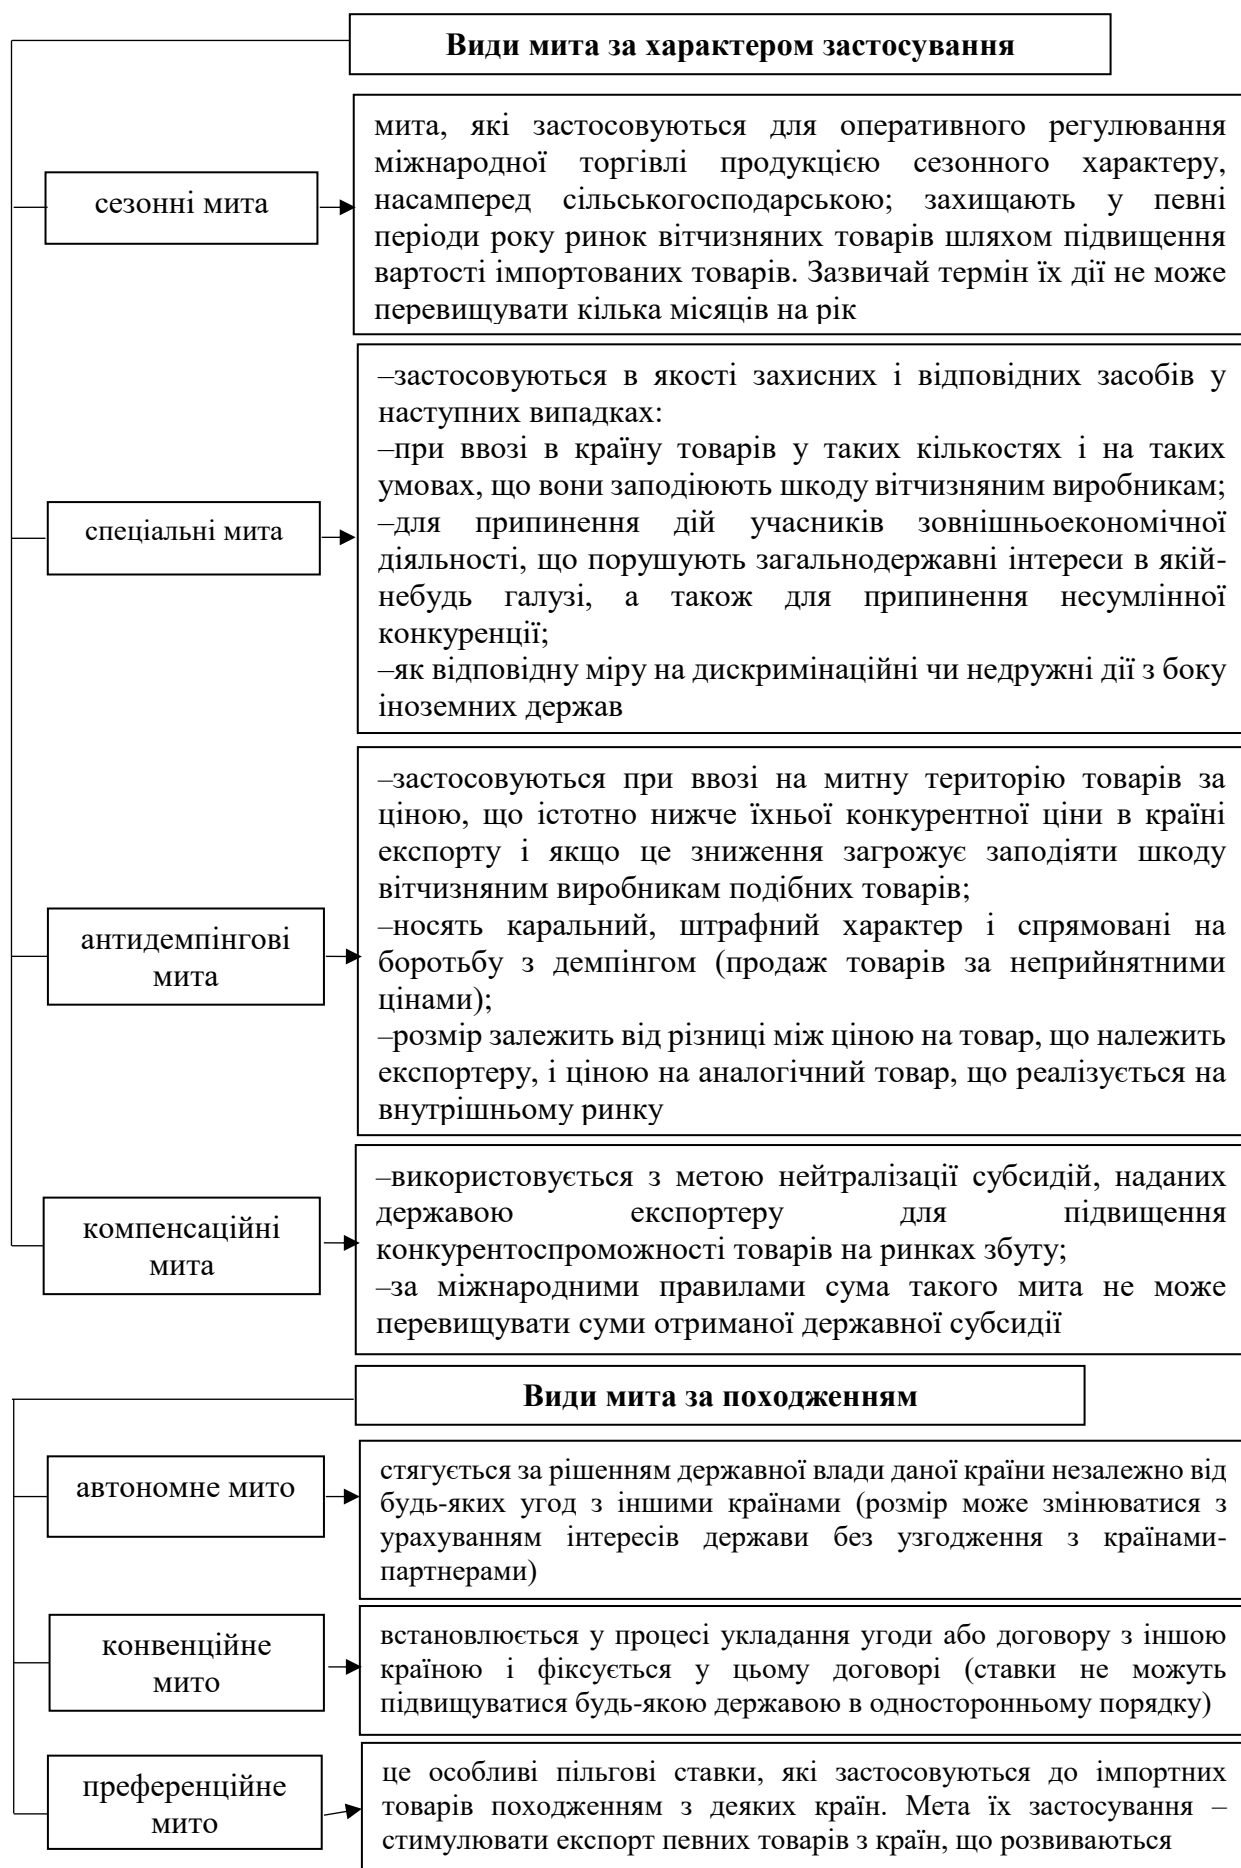 Види мита за характером застосування
сезонні мита
мита, які застосовуються для оперативного регулювання
міжнародної торгівлі продукцією сезонного характеру,
насамперед сільськогосподарською; захищають у певні
періоди року ринок вітчизняних товарів шляхом підвищення
вартості імпортованих товарів. Зазвичай термін їх дії не може
перевищувати кілька місяців на рік
спеціальні мита
–застосовуються в якості захисних і відповідних засобів у
наступних випадках:
–при ввозі в країну товарів у таких кількостях і на таких
умовах, що вони заподіюють шкоду вітчизняним виробникам;
–для припинення дій учасників зовнішньоекономічної
діяльності, що порушують загальнодержавні інтереси в якій-
небудь галузі, а також для припинення несумлінної
конкуренції;
–як відповідну міру на дискримінаційні чи недружні дії з боку
іноземних держав
антидемпінгові
мита
–застосовуються при ввозі на митну територію товарів за
ціною, що істотно нижче їхньої конкурентної ціни в країні
експорту і якщо це зниження загрожує заподіяти шкоду
вітчизняним виробникам подібних товарів;
–носять каральний, штрафний характер і спрямовані на
боротьбу з демпінгом (продаж товарів за неприйнятними
цінами);
–розмір залежить від різниці між ціною на товар, що належить
експортеру, і ціною на аналогічний товар, що реалізується на
внутрішньому ринку
компенсаційні
мита
–використовується з метою нейтралізації субсидій, наданих
державою експортеру для підвищення
конкурентоспроможності товарів на ринках збуту;
–за міжнародними правилами сума такого мита не може
перевищувати суми отриманої державної субсидії
Види мита за походженням
автономне мито
стягується за рішенням державної влади даної країни незалежно від
будь-яких угод з іншими країнами (розмір може змінюватися з
урахуванням інтересів держави без узгодження з країнами-
партнерами)
конвенційне
мито
встановлюється у процесі укладання угоди або договору з іншою
країною і фіксується у цьому договорі (ставки не можуть
підвищуватися будь-якою державою в односторонньому порядку)
преференційне
мито
це особливі пільгові ставки, які застосовуються до імпортних
товарів походженням з деяких країн. Мета їх застосування –
стимулювати експорт певних товарів з країн, що розвиваються